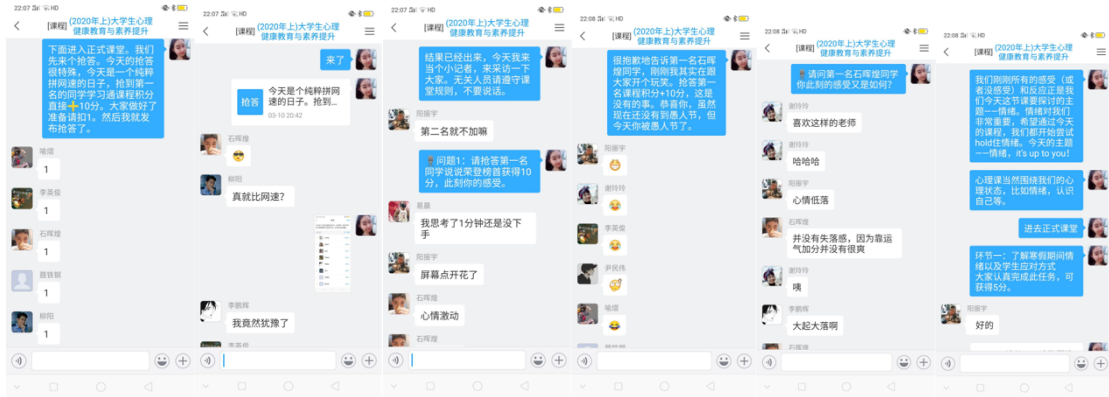 22:07
[课程] (2020年上)大学生心理
健康教育与素养提升
下面进入正式课堂。我们
先来个抢答。今天的抢答
很特殊，今天是一个纯粹
拼网速的日子，抢到第一
名的同学学习通课程积分
直接➕10分。大家做好了
准备请扣1。然后我就发
布抢答了。
喻熠
1
李英俊
1
石晖煌
1
聂铁钢
1
柳阳
1
22:07
[课程] (2020年上)大学生心理
健康教育与素养提升
来了
抢答
今天是个纯粹拼网
速的日子。抢到...
03-10 20:42
石晖煌
柳阳
真就比网速？
李鹏辉
我竟然犹豫了
22:07
[课程] (2020年上)大学生心理
健康教育与素养提升
结果已经出来，今天我来
当个小记者，来采访一下
大家。无关人员请遵守课
堂规则，不要说话。
阳振宇
第二名就不加嘛
问题1：请抢答第一名
同学说说荣登榜首获得10
分，此刻你的感受。
易晨
我思考了1分钟还是没下
手
阳振宇
屏幕点开花了
石晖煌
心情激动
石晖煌
22:08
[课程] (2020年上)大学生心理
健康教育与素养提升
很抱歉地告诉第一名石晖
煌同学，刚刚我其实在跟
大家开个玩笑。抢答第一
名课程积分+10分，这是
没有的事。恭喜你，虽然
现在还没有到愚人节，但
今天你被愚人节了。
阳振宇
谢玲玲
李英俊
尹民伟
喻熠
22:08
[课程] (2020年上)大学生心理
健康教育与素养提升
请问第一名石晖煌同学
你此刻的感受又是如何？
谢玲玲
喜欢这样的老师
谢玲玲
哈哈哈
阳振宇
心情低落
石晖煌
并没有失落感，因为靠运
气加分并没有很爽
谢玲玲
咦
李鹏辉
大起大落啊
石晖煌
22:08
[课程] (2020年上)大学生心理
健康教育与素养提升
我们刚刚所有的感受（或
者没感受）和反应正是我
们今天这节课要探讨的主
题——情绪。情绪对我们
非常重要，希望通过今天
的课程，我们都开始尝试
hold住情绪。今天的主题
——情绪，it's up to you!
心理课当然围绕我们的心
理状态，比如情绪，认识
自己等。
进去正式课堂
环节一：了解寒假期间情
绪以及学生应对方式
大家认真完成此任务，可
获得5分。
阳振宇
好的